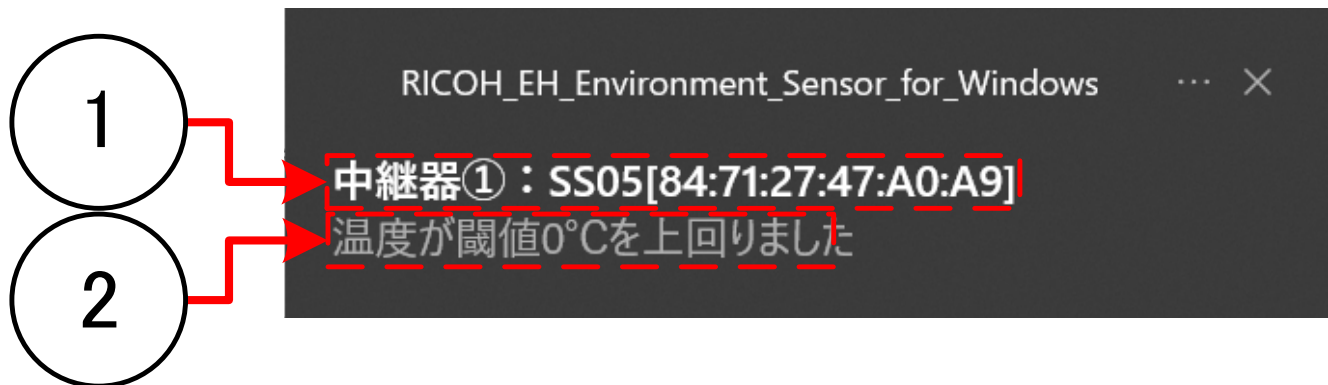 RICOH_EH_Environment_Sensor_for_Windows … ×
1
中継器①：SS05[84:71:27:47:A0:A9]
2
温度が閾値0℃を上回りました